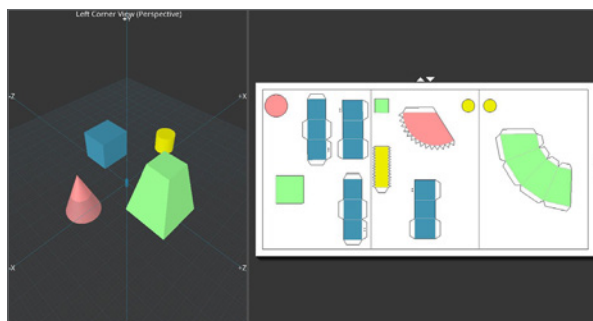 Left Corner View (Perspective)
+Y
-Z
+X
-X
+Z